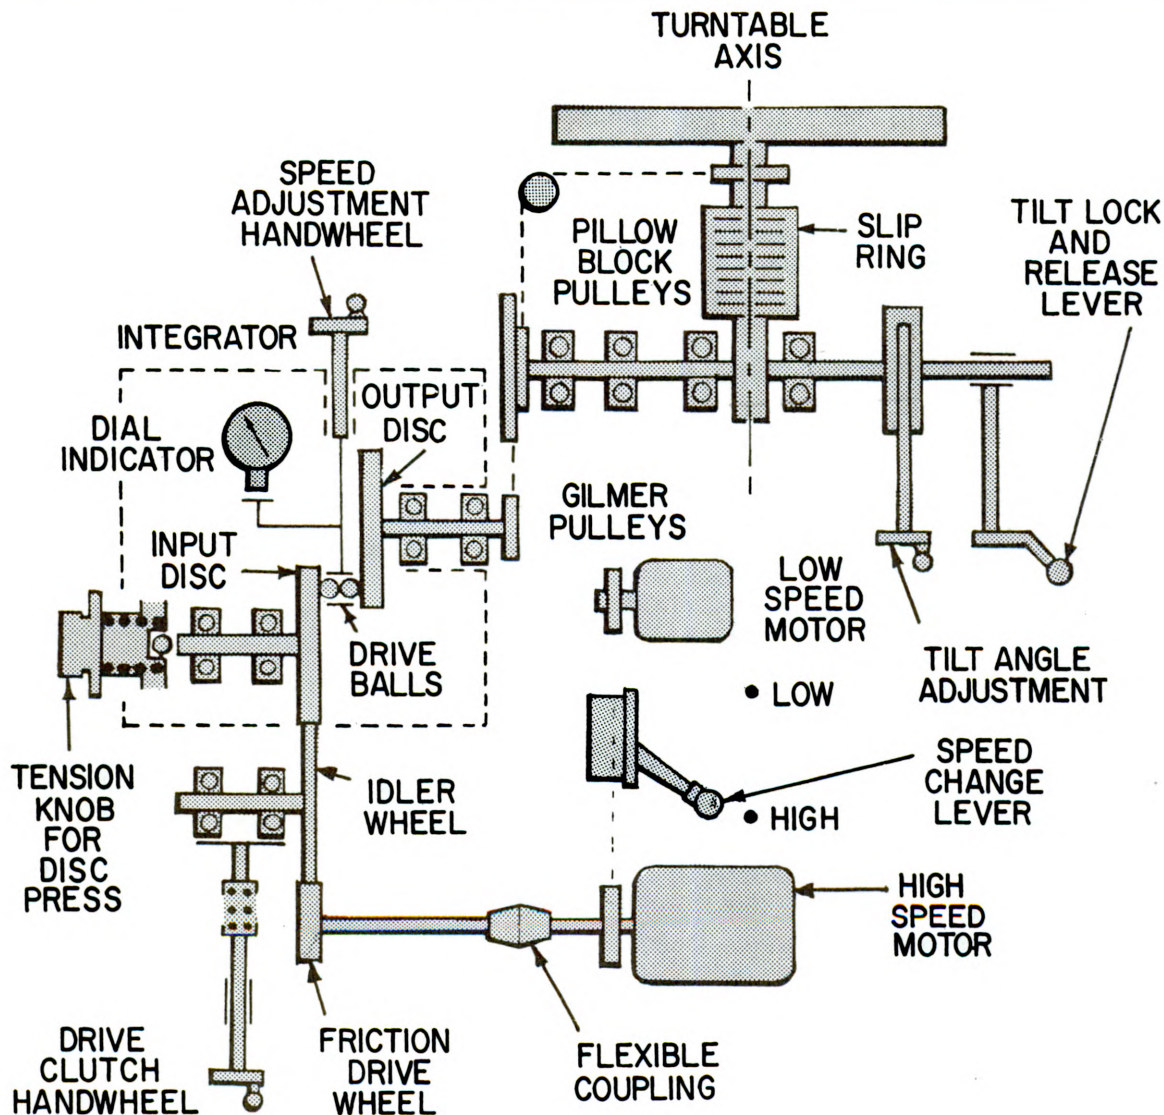 TURNTABLE
AXIS
SPEED
ADJUSTMENT
HANDWHEEL
PILLOW
BLOCK
PULLEYS
SLIP
RING
TILT LOCK
AND
RELEASE
LEVER
INTEGRATOR
OUTPUT
DISC
DIAL
INDICATOR
GILMER
PULLEYS
INPUT
DISC
LOW
SPEED
MOTOR
DRIVE
BALLS
TILT ANGLE
ADJUSTMENT
LOW
TENSION
KNOB
FOR
DISC
PRESS
IDLER
WHEEL
SPEED
CHANGE
LEVER
HIGH
HIGH
SPEED
MOTOR
DRIVE
CLUTCH
HANDWHEEL
FRICTION
DRIVE
WHEEL
FLEXIBLE
COUPLING